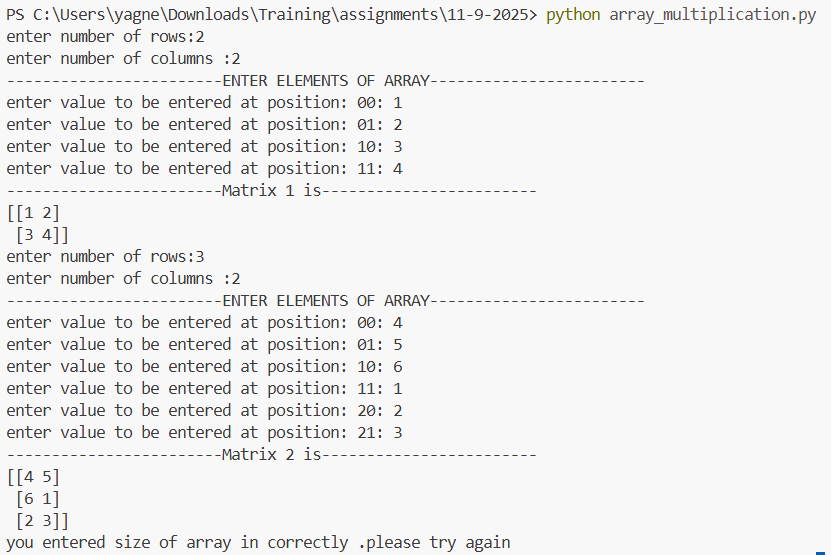 PS C:\Users\yagne\Downloads\Training\assignments\11-9-2025> python array_multiplication.py
enter number of rows:2
enter number of columns :2
------------------------ENTER ELEMENTS OF ARRAY------------------------
enter value to be entered at position: 00: 1
enter value to be entered at position: 01: 2
enter value to be entered at position: 10: 3
enter value to be entered at position: 11: 4
------------------------Matrix 1 is------------------------
[[1 2]
 [3 4]]
enter number of rows:3
enter number of columns :2
------------------------ENTER ELEMENTS OF ARRAY------------------------
enter value to be entered at position: 00: 4
enter value to be entered at position: 01: 5
enter value to be entered at position: 10: 6
enter value to be entered at position: 11: 1
enter value to be entered at position: 20: 2
enter value to be entered at position: 21: 3
------------------------Matrix 2 is------------------------
[[4 5]
 [6 1]
 [2 3]]
you entered size of array in correctly .please try again